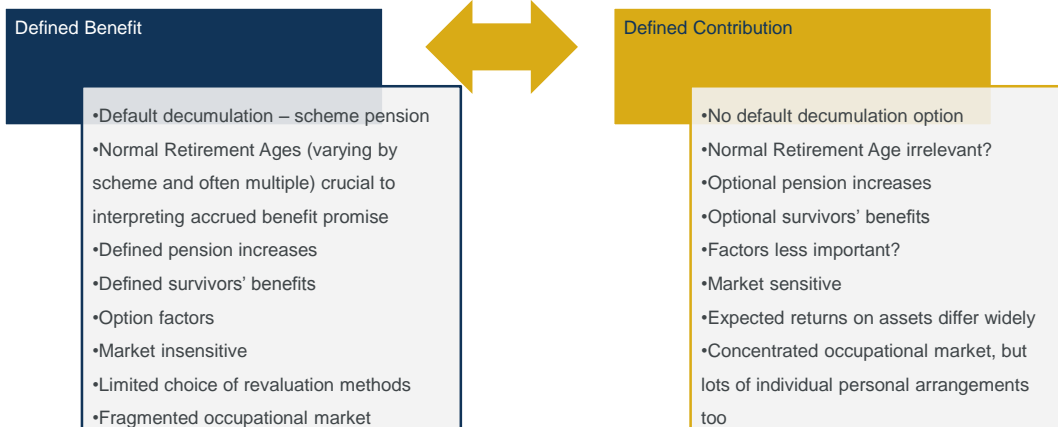 Defined Benefit
•Default decumulation – scheme pension
•Normal Retirement Ages (varying by
scheme and often multiple) crucial to
interpreting accrued benefit promise
•Defined pension increases
•Defined survivors’ benefits
•Option factors
•Market insensitive
•Limited choice of revaluation methods
•Fragmented occupational market
Defined Contribution
•No default decumulation option
•Normal Retirement Age irrelevant?
•Optional pension increases
•Optional survivors’ benefits
•Factors less important?
•Market sensitive
•Expected returns on assets differ widely
•Concentrated occupational market, but
lots of individual personal arrangements
too